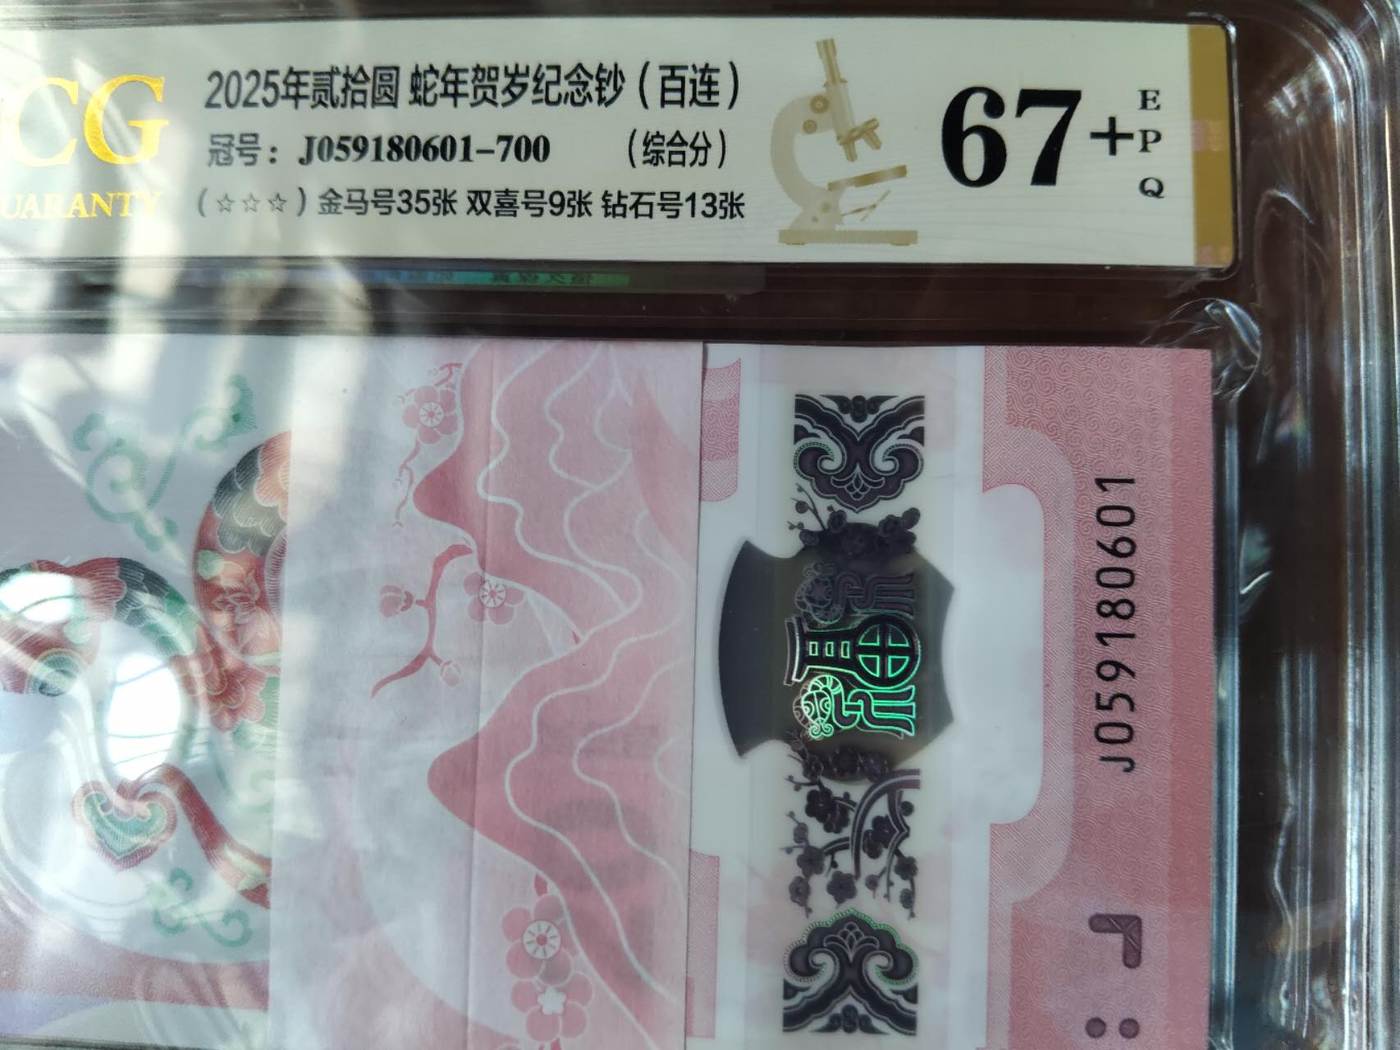 CG
UARANTY
2025年贰拾圆 蛇年贺岁纪念钞（百连）
冠号：J059180601-700 （综合分）
（☆☆☆）金马号35张 双喜号9张 钻石号13张
67+
EPQ
J059180601